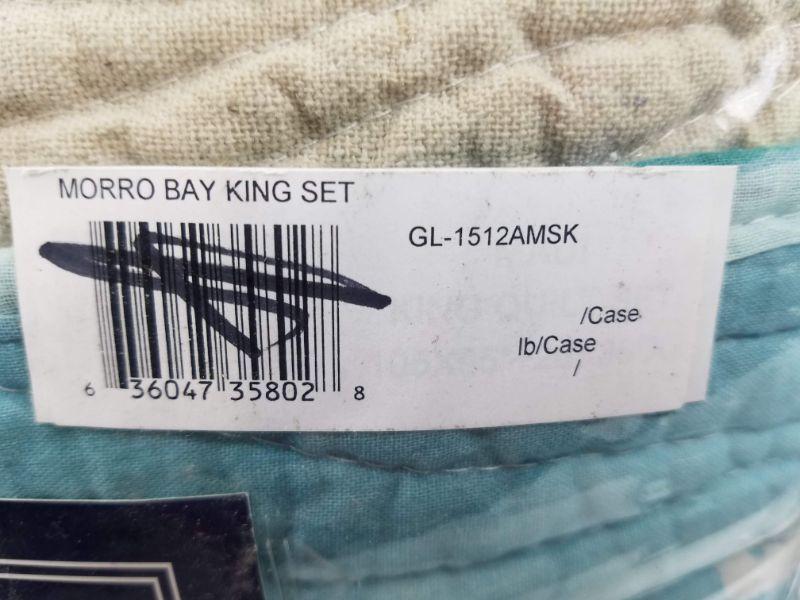 MORRO BAY KING SET
GL-1512AMSK
/Case
lb/Case
/
6 36047 35802 8